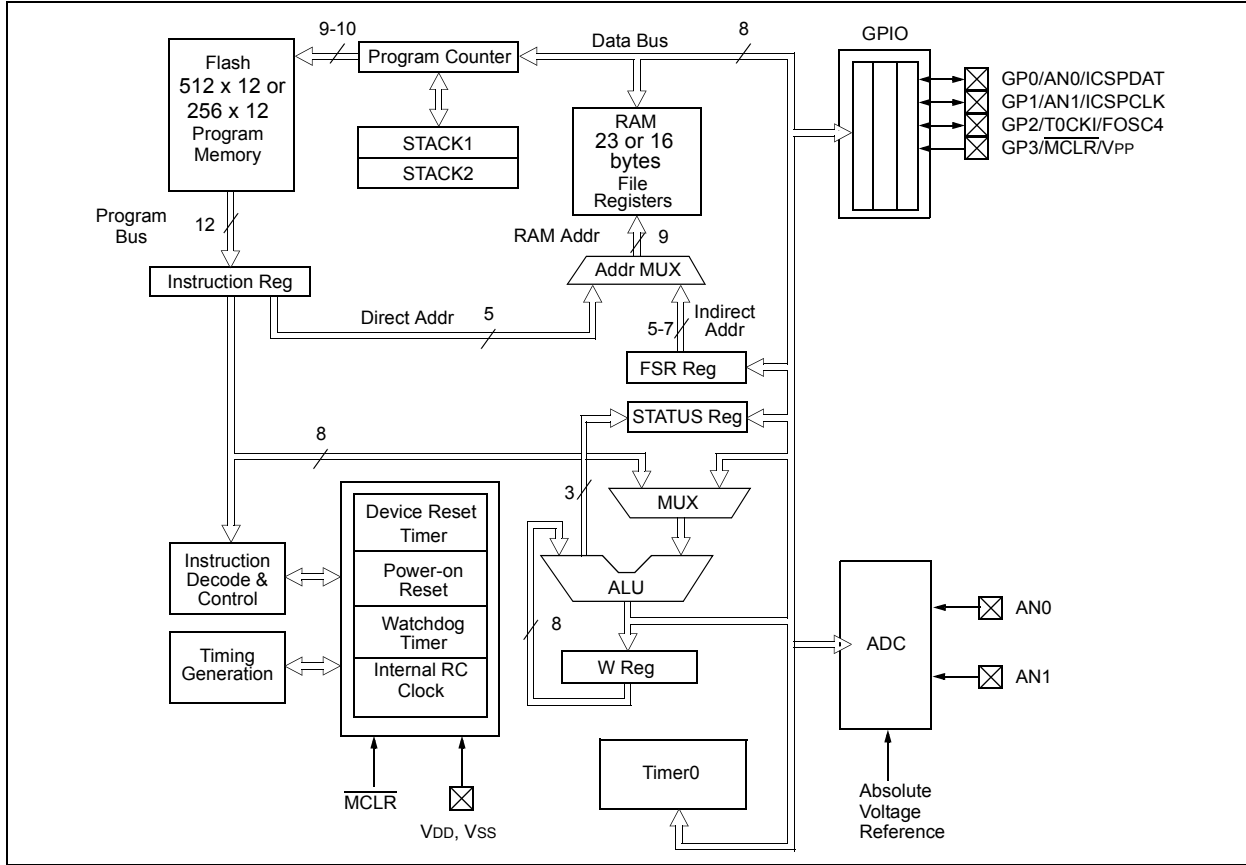 9-10
Data Bus
8
GPIO
Flash
512 x 12 or
256 x 12
Program
Memory
Program Counter
STACK1
STACK2
RAM
23 or 16
bytes
File
Registers
GP0/AN0/ICSPDAT
GP1/AN1/ICSPCLK
GP2/T0CKI/FOSC4
GP3/MCLR/VPP
Program
Bus
12
RAM Addr
9
Instruction Reg
Addr MUX
Direct Addr
5
5-7
Indirect
Addr
FSR Reg
STATUS Reg
8
3
MUX
Device Reset
Timer
Power-on
Reset
Watchdog
Timer
Internal RC
Clock
Instruction
Decode &
Control
Timing
Generation
ALU
8
W Reg
ADC
AN0
AN1
Timer0
MCLR
VDD, VSS
Absolute
Voltage
Reference